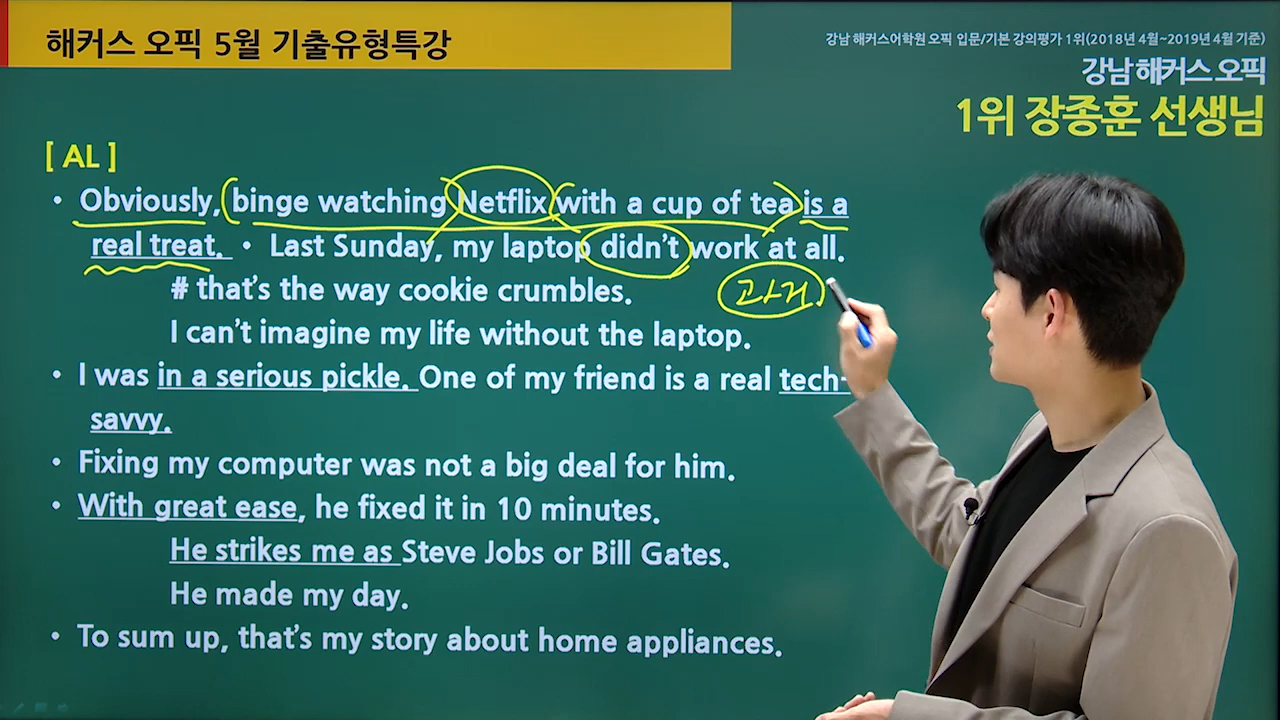 해커스 오픽 5월 기출유형특강
강남 해커스어학원 오픽 입문/기본 강의평가 1위(2018년 4월~2019년 4월 기준)
강남 해커스 오픽
1위 장종훈 선생님
[ AL ]
• Obviously, (binge watching Netflix (with a cup of tea) is a
real treat. • Last Sunday, my laptop didn't work at all.
# that's the way cookie crumbles.
과거
I can't imagine my life without the laptop.
• I was in a serious pickle. One of my friend is a real tech-
savvy.
• Fixing my computer was not a big deal for him.
• With great ease, he fixed it in 10 minutes.
He strikes me as Steve Jobs or Bill Gates.
He made my day.
• To sum up, that's my story about home appliances.